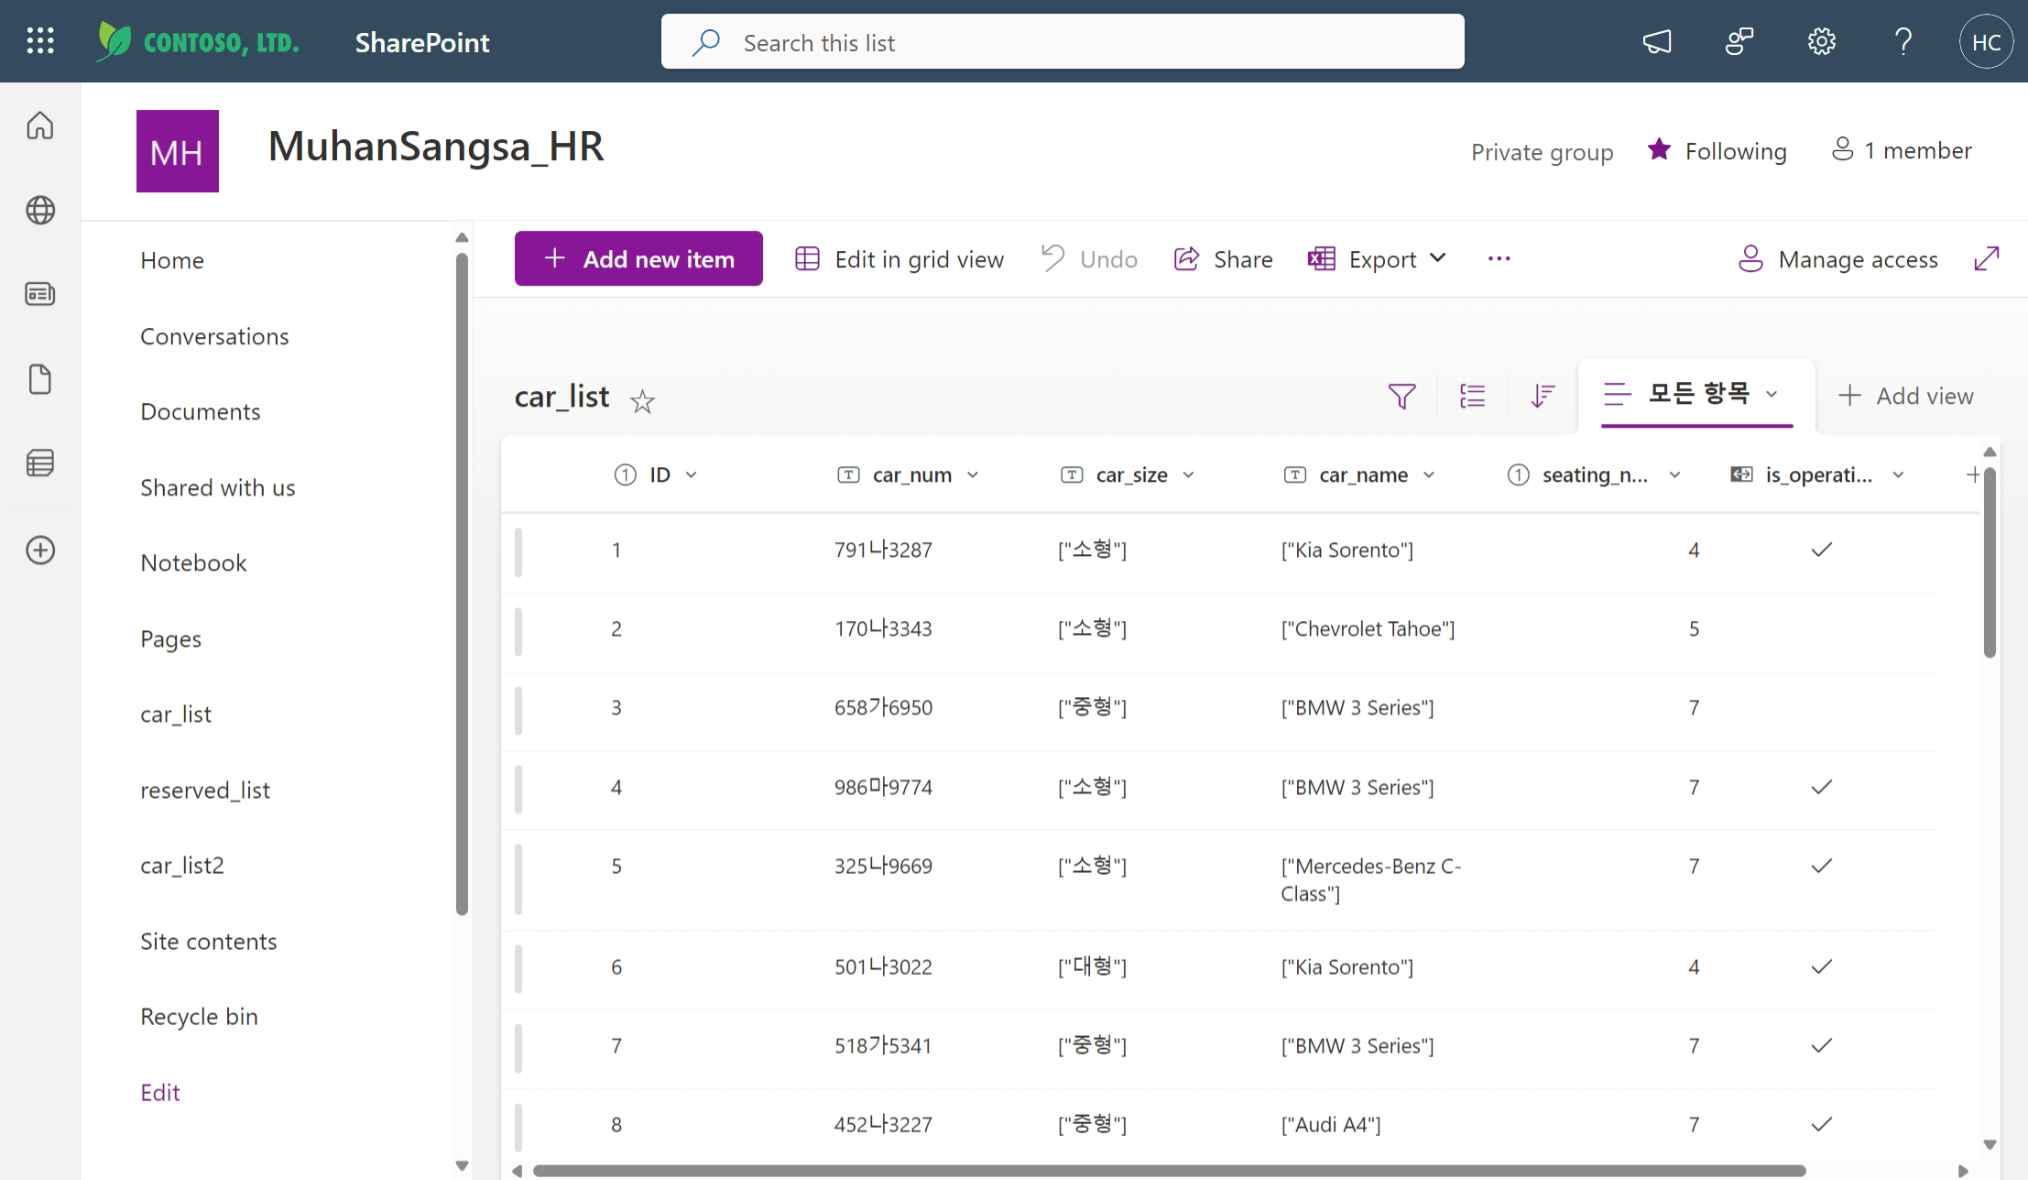 CONTOSO, LTD. SharePoint Search this list ? HC
MH MuhanSangsa_HR Private group Following 1 member
Home
Conversations
Documents
Shared with us
Notebook
Pages
car_list
reserved_list
car_list2
Site contents
Recycle bin
Edit
+ Add new item Edit in grid view Undo Share Export ··· Manage access
car_list 모든 항목 + Add view
ID car_num car_size car_name seating_n... is_operati... +
1 791나3287 ["소형"] ["Kia Sorento"] 4 ✓
2 170나3343 ["소형"] ["Chevrolet Tahoe"] 5
3 658가6950 ["중형"] ["BMW 3 Series"] 7
4 986마9774 ["소형"] ["BMW 3 Series"] 7 ✓
5 325나9669 ["소형"] ["Mercedes-Benz C- 7 ✓
Class"]
6 501나3022 ["대형"] ["Kia Sorento"] 4 ✓
7 518가5341 ["중형"] ["BMW 3 Series"] 7 ✓
8 452나3227 ["중형"] ["Audi A4"] 7 ✓